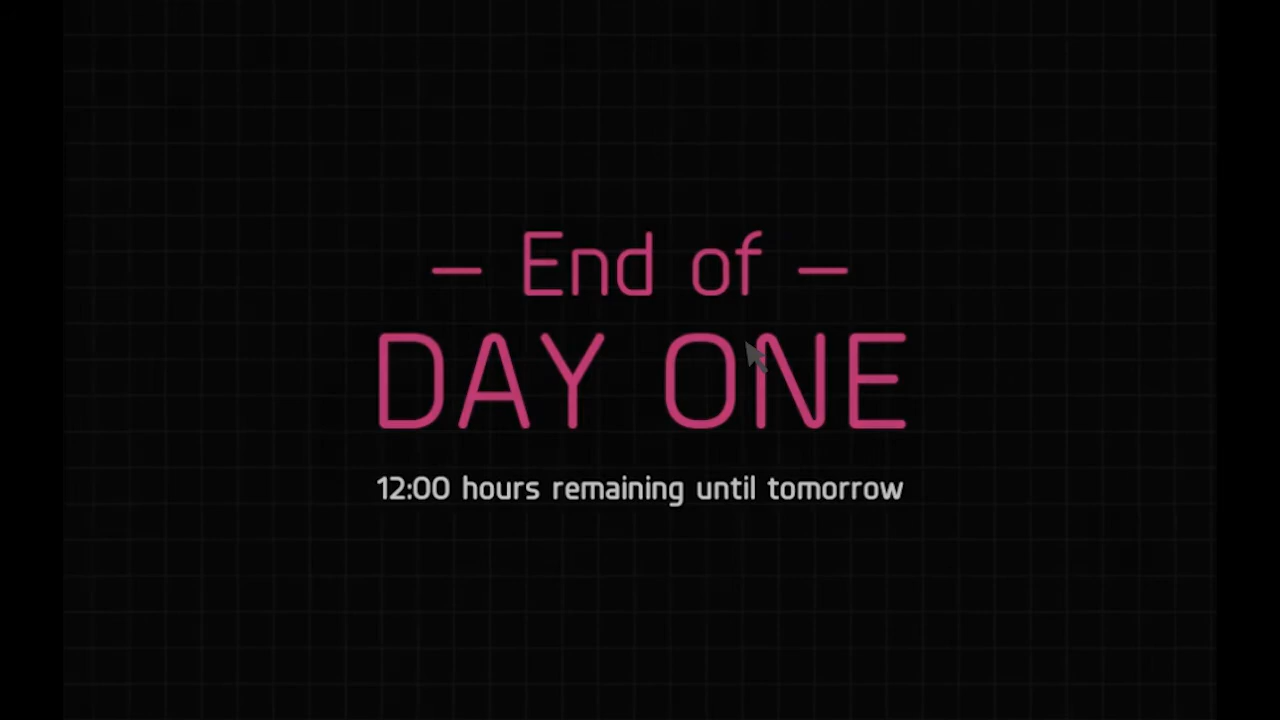 — End of —
DAY ONE
12:00 hours remaining until tomorrow